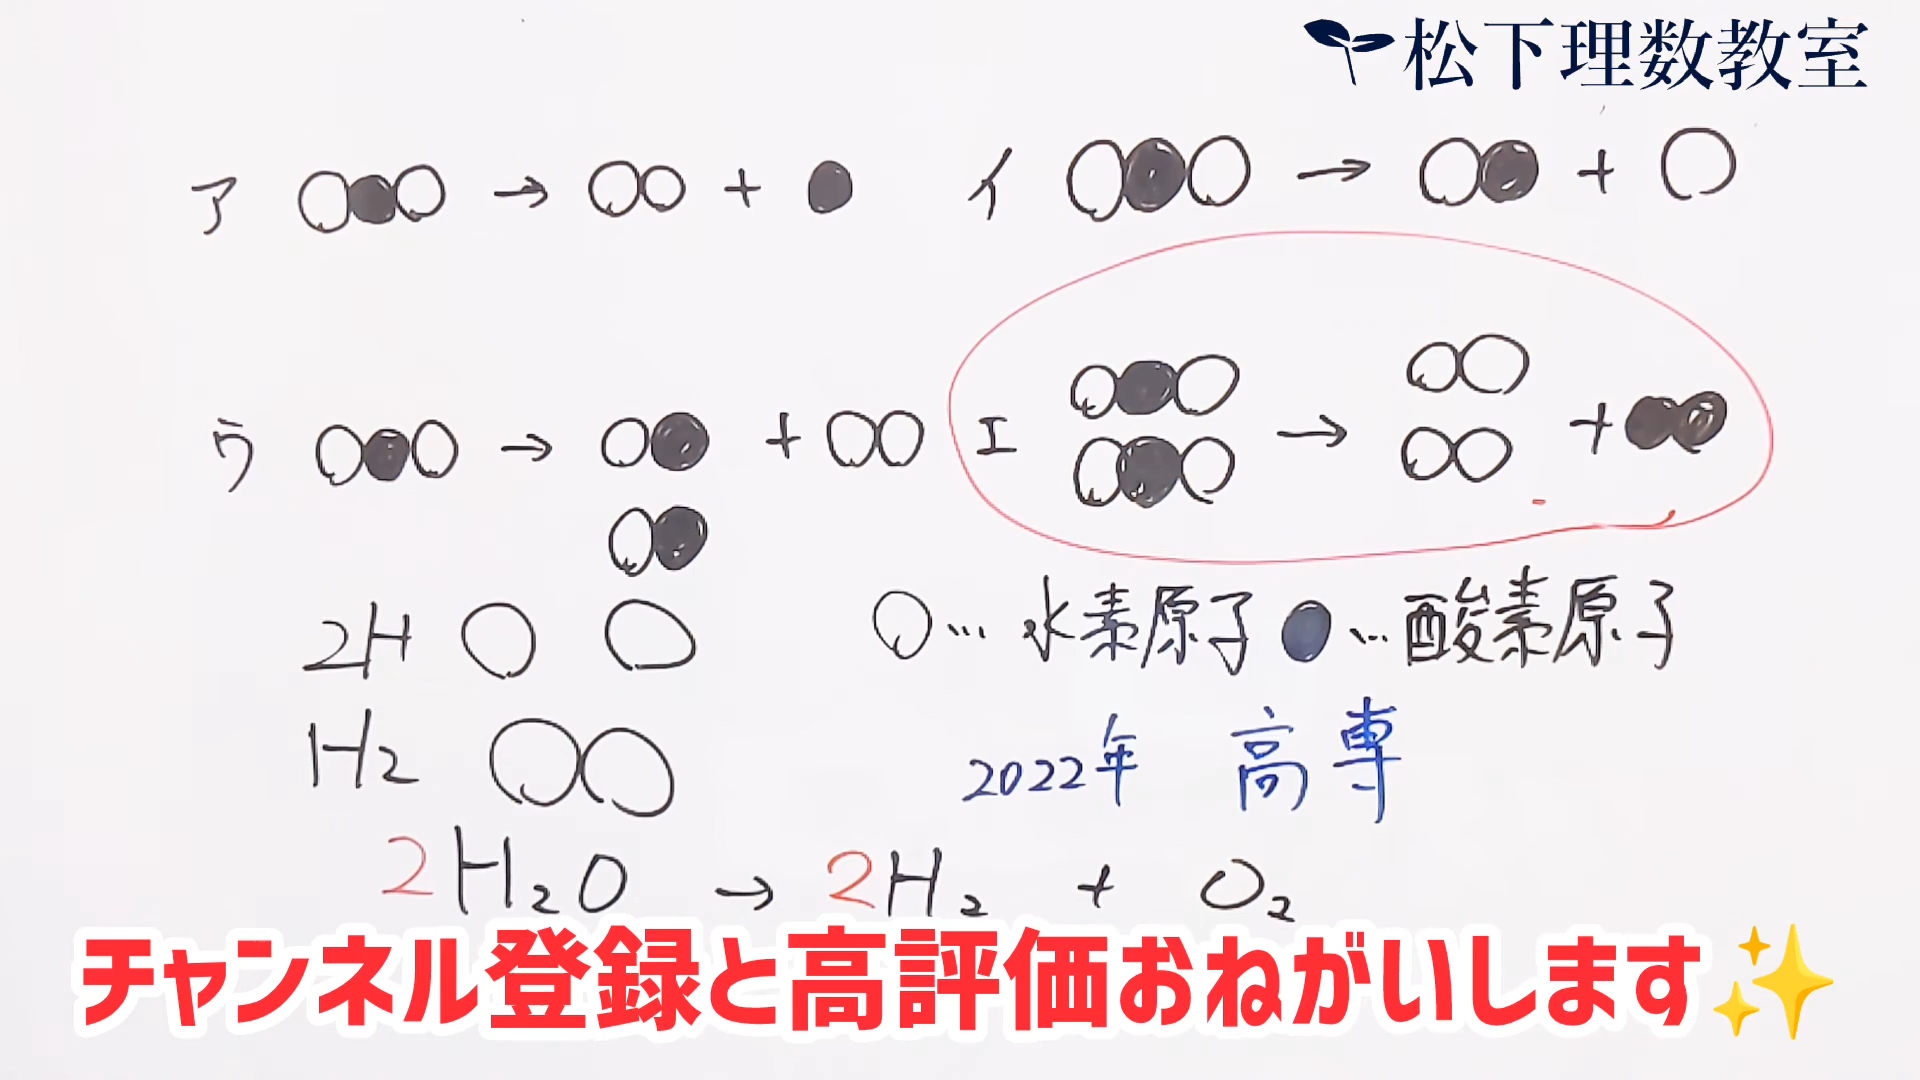 松下理数教室
ア → + イ → +
ウ → + エ → +
2H
○… 水素原子 ●… 酸素原子
H₂
2022年 高専
2H₂O → 2H₂ + O₂
チャンネル登録と高評価おねがいします✨